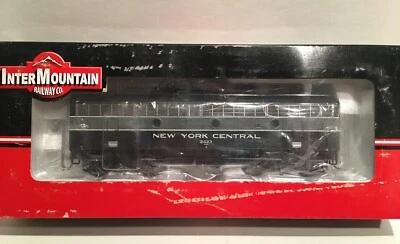 INTERMOUNTAIN
RAILWAY CO.
NEW YORK CENTRAL